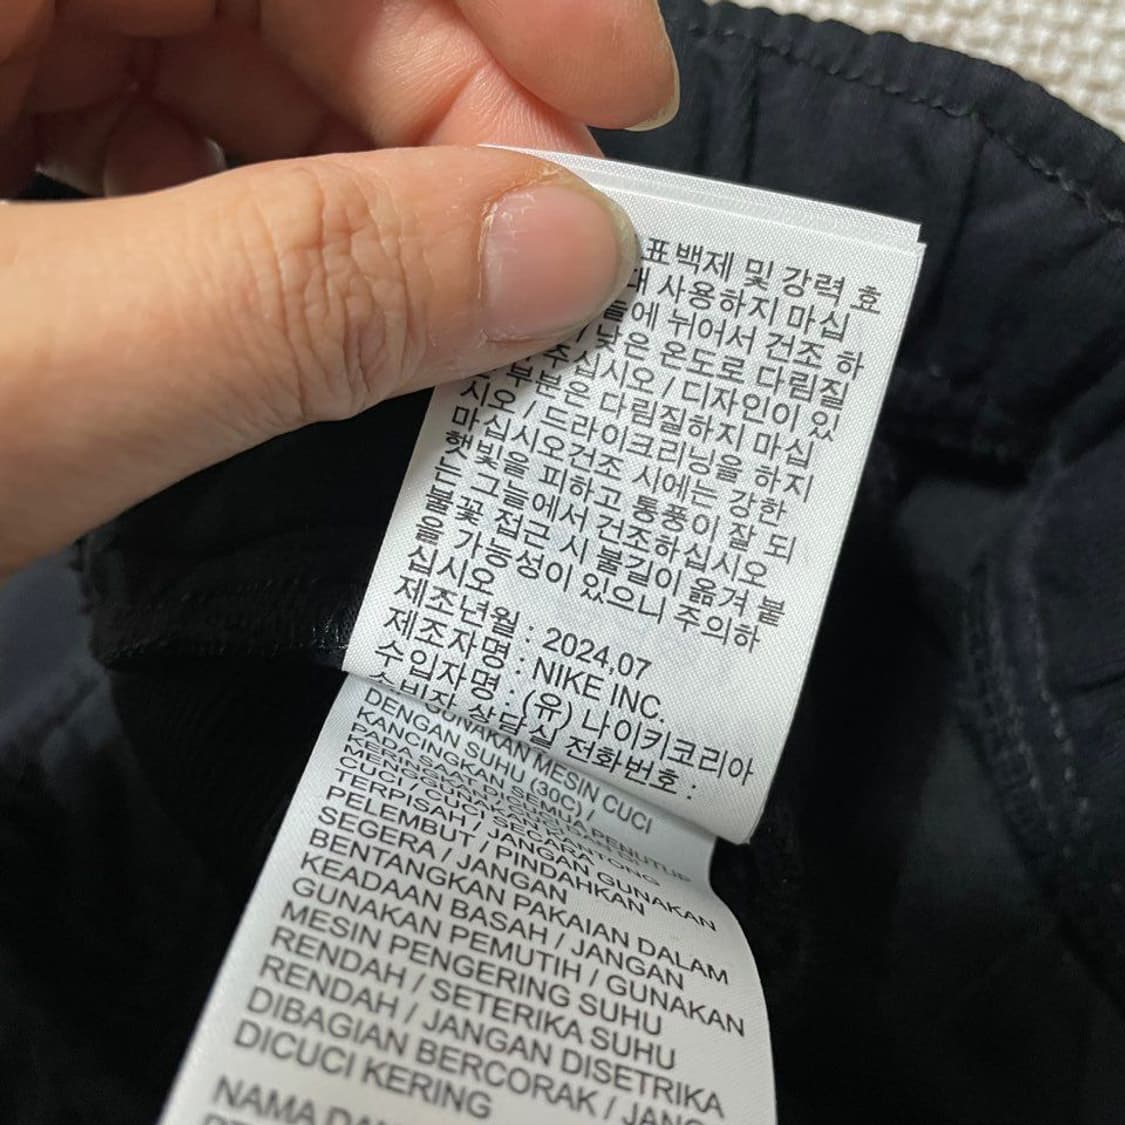 표백제 및 강력 효
사용하지 마십
에 뉘어서 건조 하
낮은 온도로 다림질
주십시오 / 디자인이 있
부분은 다림질하지 마십
시오 / 드라이크리닝을 하지
마십시오건조 시에는 강한
햇빛을 피하고 통풍이 잘 되
는 그늘에서 건조하십시오
불꽃 접근 시 불길이 옮겨 붙
을 가능성이 있으니 주의하
십시오
제조년월 : 2024.07
제조자명 : NIKE INC.
수입자명 : (유) 나이키코리아
수비자 상담실 전화번호 :
DENGAN SUHU (30C) /
KANCINGKAN SEMUA PENUTUP
CUCI
PERPISAH / SECARA
PELEMBUT / JANGAN GUNAKAN
SEGERA / PINDAHKAN
BENTANGKAN PAKAIAN DALAM
KEADAAN BASAH / JANGAN
GUNAKAN PEMUTIH / GUNAKAN
MESIN PENGERING SUHU
RENDAH / SETERIKA SUHU
RENDAH / JANGAN DISETRIKA
DIBAGIAN BERCORAK / JANG
DICUCI KERING
NAMA DAN